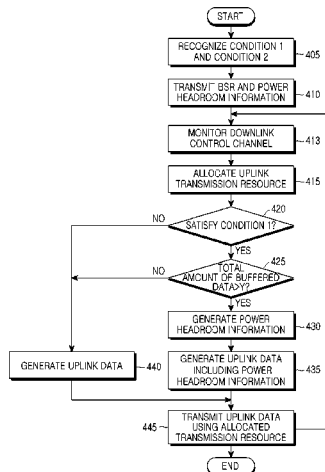 START
RECOGNIZE CONDITION 1
AND CONDITION 2
405
TRANSMIT BSR AND POWER
HEADROOM INFORMATION
410
MONITOR DOWNLINK
CONTROL CHANNEL
413
ALLOCATE UPLINK
TRANSMISSION RESOURCE
415
420
SATISFY CONDITION 1?
NO
YES
425
TOTAL
AMOUNT OF BUFFERED
DATA>Y?
NO
YES
GENERATE POWER
HEADROOM INFORMATION
430
GENERATE UPLINK DATA
440
GENERATE UPLINK DATA
INCLUDING POWER
HEADROOM INFORMATION
435
445
TRANSMIT UPLINK DATA
USING ALLOCATED
TRANSMISSION RESOURCE
END